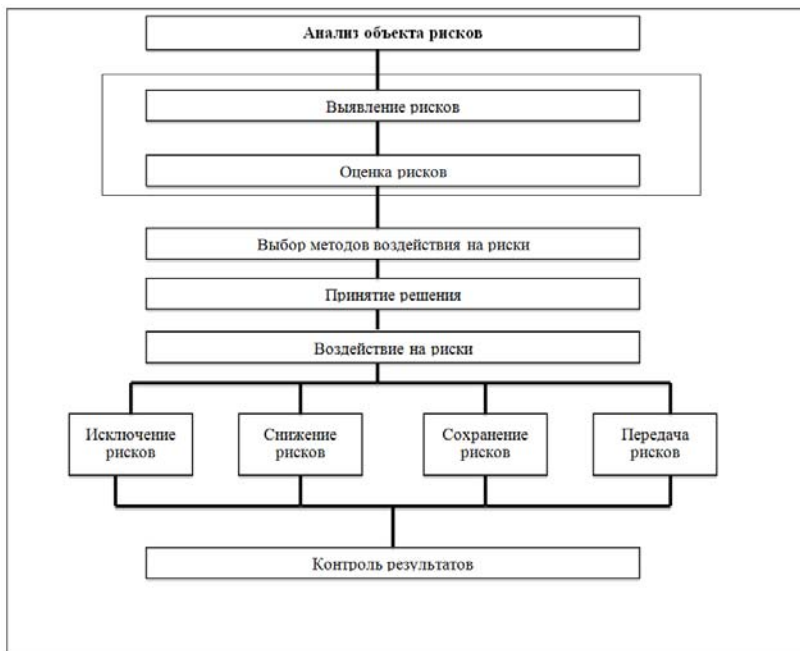 Анализ объекта рисков
Выявление рисков
Оценка рисков
Выбор методов воздействия на риски
Принятие решения
Воздействие на риски
Исключение
рисков
Снижение
рисков
Сохранение
рисков
Передача
рисков
Контроль результатов